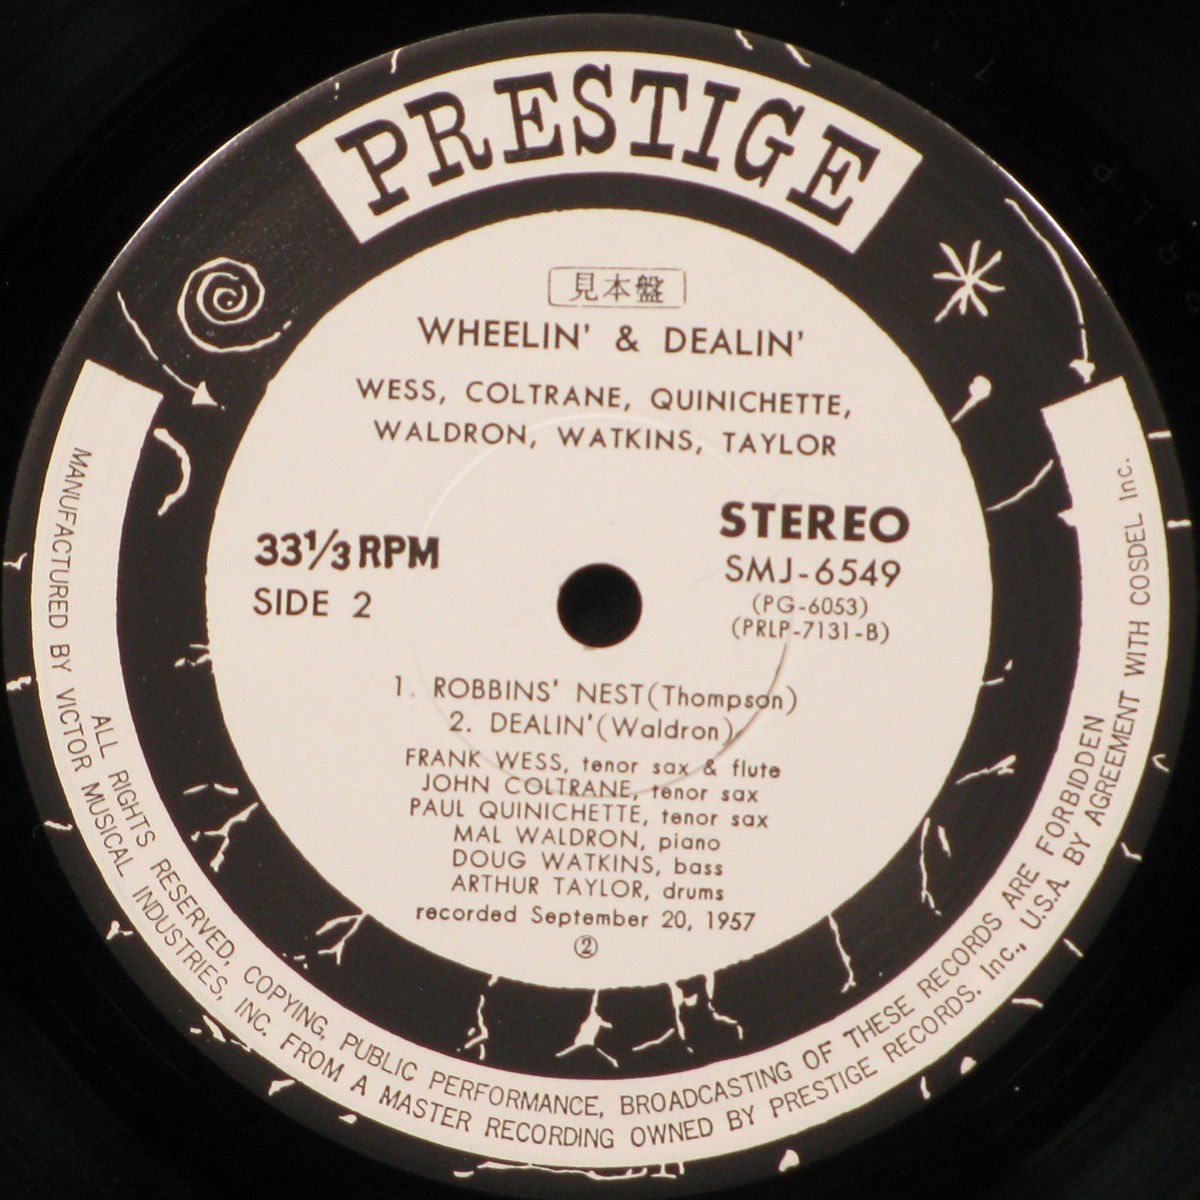 PRESTIGE
見本盤
WHEELIN' & DEALIN'
WESS, COLTRANE, QUINICHETTE,
WALDRON, WATKINS, TAYLOR
33 1/3 RPM
SIDE 2
STEREO
SMJ-6549
(PG-6053)
(PRLP-7131-B)
1. ROBBINS' NEST(Thompson)
2. DEALIN'(Waldron)
FRANK WESS, tenor sax & flute
JOHN COLTRANE, tenor sax
PAUL QUINICHETTE, tenor sax
MAL WALDRON, piano
DOUG WATKINS, bass
ARTHUR TAYLOR, drums
recorded September 20, 1957
②
ALL RIGHTS RESERVED, COPYING, PUBLIC PERFORMANCE, BROADCASTING OF THESE RECORDS ARE FORBIDDEN
MANUFACTURED BY VICTOR MUSICAL INDUSTRIES, INC. FROM A MASTER RECORDING OWNED BY PRESTIGE RECORDS. Inc., U.S.A. BY AGREEMENT WITH COSDEL Inc.